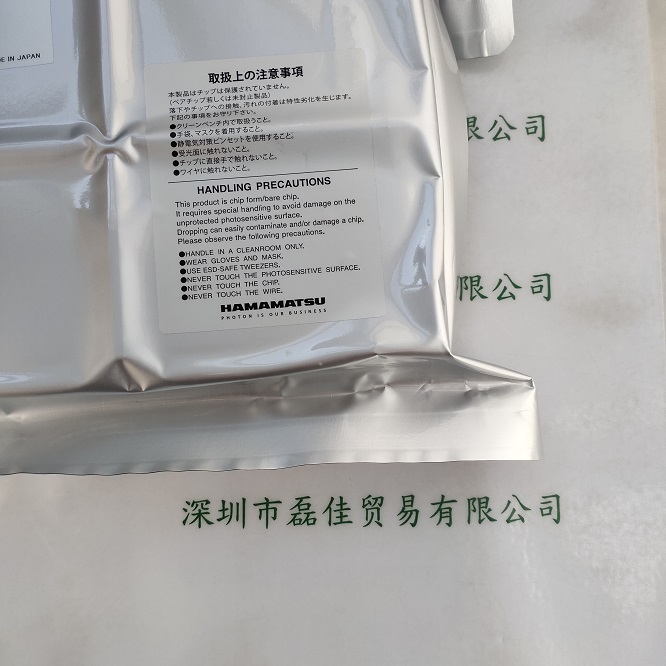 DE IN JAPAN
取扱上の注意事項
本製品はチップは保護されていません。
(ベアチップ若しくは未封止製品)
落下やチップへの接触、汚れの付着は特性劣化を生じます。
下記の事項をお守り下さい。
●クリーンベンチ内で取扱うこと。
●手袋、マスクを着用すること。
●静電気対策ピンセットを使用すること。
●受光面に触れないこと。
●チップに直接手で触れないこと。
●ワイヤに触れないこと。
HANDLING PRECAUTIONS
This product is chip form/bare chip.
It requires special handling to avoid damage on the
unprotected photosensitive surface.
Dropping can easily contaminate and/or damage a chip.
Please observe the following precautions.
●HANDLE IN A CLEANROOM ONLY.
●WEAR GLOVES AND MASK.
●USE ESD-SAFE TWEEZERS.
●NEVER TOUCH THE PHOTOSENSITIVE SURFACE.
●NEVER TOUCH THE CHIP.
●NEVER TOUCH THE WIRE.
HAMAMATSU
PHOTON IS OUR BUSINESS
限公司
限公司
深圳市磊佳贸易有限公司